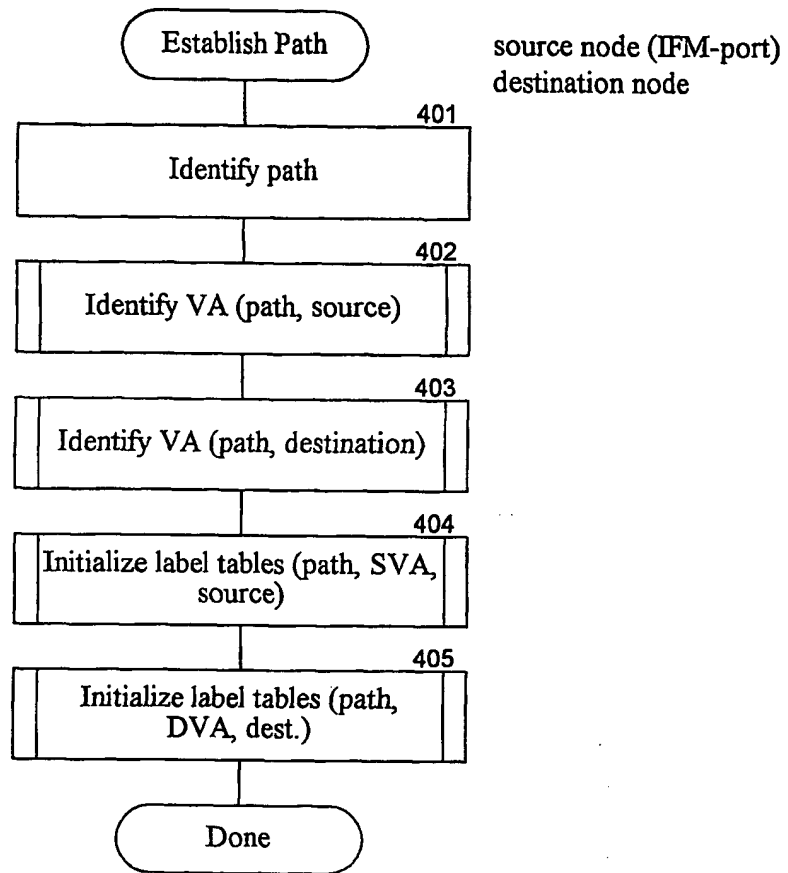 Establish Path
source node (IFM-port)
destination node
401
Identify path
402
Identify VA (path, source)
403
Identify VA (path, destination)
404
Initialize label tables (path, SVA,
source)
405
Initialize label tables (path,
DVA, dest.)
Done